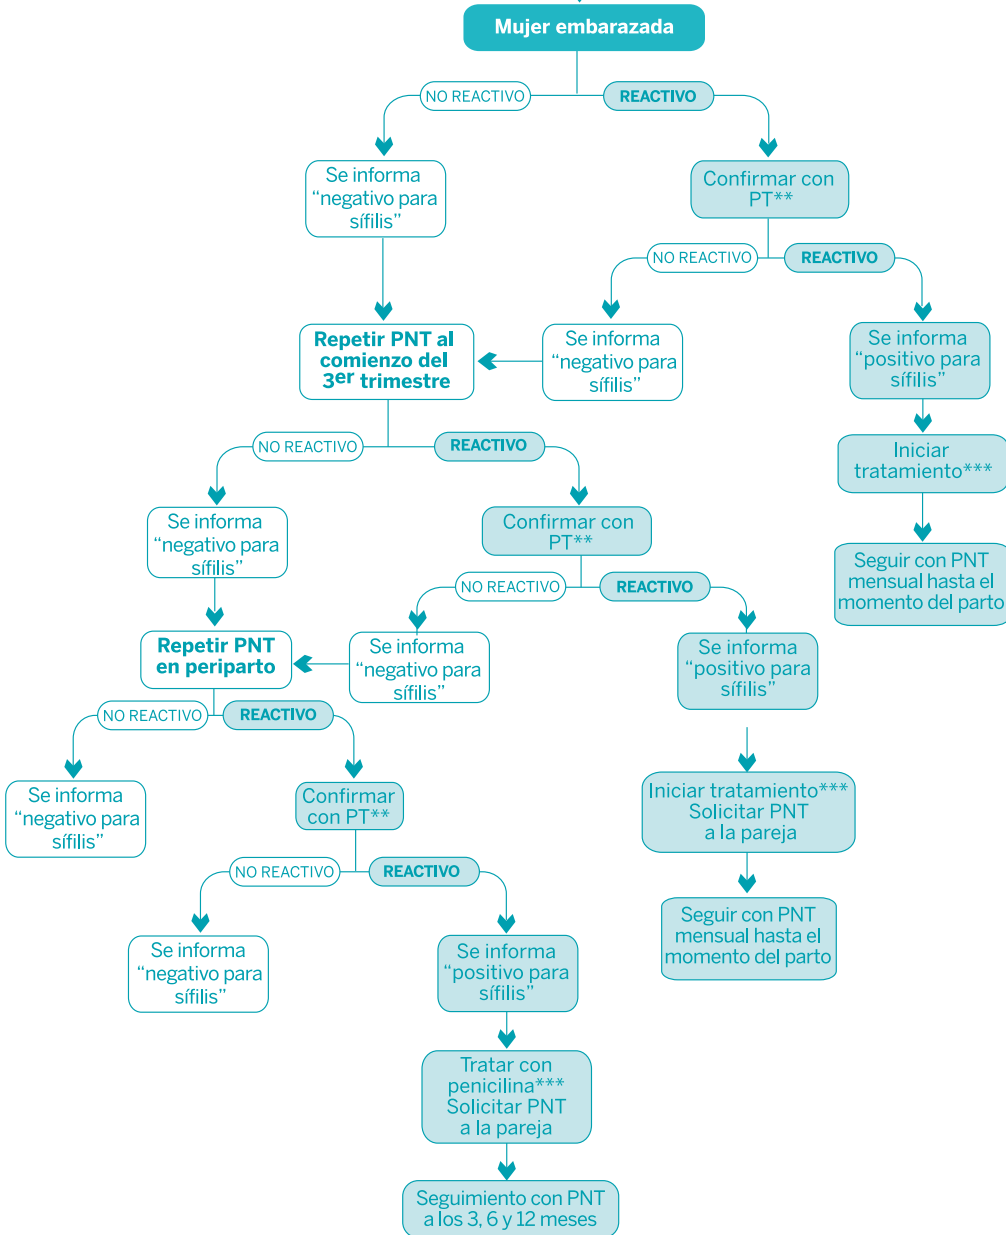 Mujer embarazada
NO REACTIVO
REACTIVO
Se informa
“negativo para
sífilis”
Confirmar con
PT**
NO REACTIVO
REACTIVO
Repetir PNT al
comienzo del
3er trimestre
Se informa
“negativo para
sífilis”
Se informa
“positivo para
sífilis”
Iniciar
tratamiento***
Seguir con PNT
mensual hasta el
momento del parto
NO REACTIVO
REACTIVO
Se informa
“negativo para
sífilis”
Confirmar con
PT**
NO REACTIVO
REACTIVO
Repetir PNT
en periparto
Se informa
“negativo para
sífilis”
Se informa
“positivo para
sífilis”
Iniciar tratamiento***
Solicitar PNT
a la pareja
Seguir con PNT
mensual hasta el
momento del parto
NO REACTIVO
REACTIVO
Se informa
“negativo para
sífilis”
Confirmar
con PT**
NO REACTIVO
REACTIVO
Se informa
“negativo para
sífilis”
Se informa
“positivo para
sífilis”
Tratar con
penicilina***
Solicitar PNT
a la pareja
Seguimiento con PNT
a los 3, 6 y 12 meses